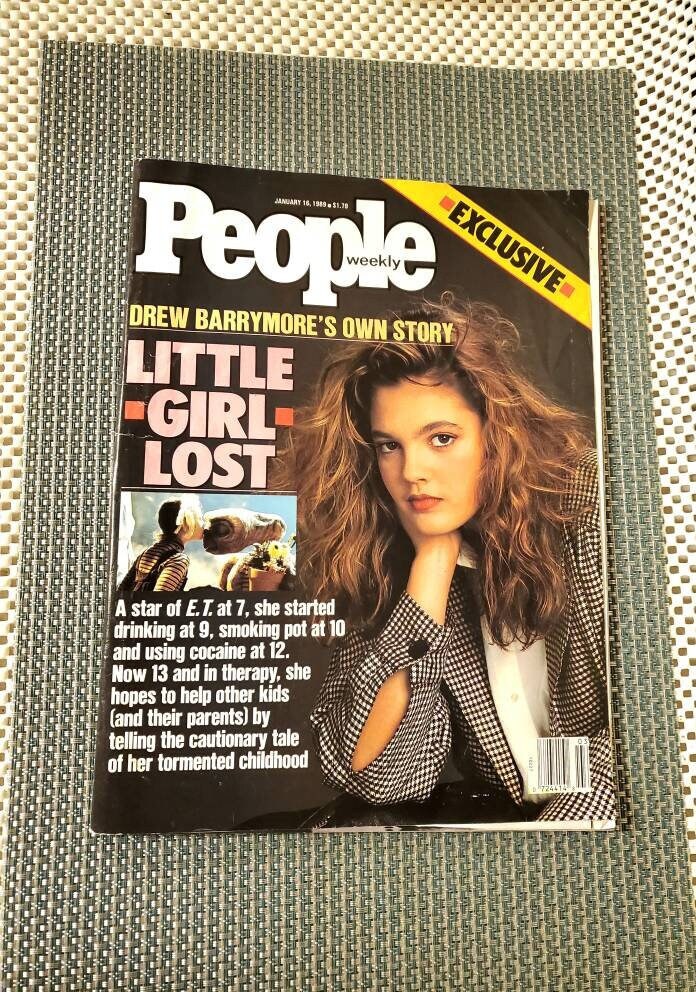 JANUARY 16, 1989 ■ $1.79
People
weekly
EXCLUSIVE
DREW BARRYMORE'S OWN STORY
LITTLE
GIRL
LOST
A star of E.T. at 7, she started
drinking at 9, smoking pot at 10
and using cocaine at 12.
Now 13 and in therapy, she
hopes to help other kids
(and their parents) by
telling the cautionary tale
of her tormented childhood
03